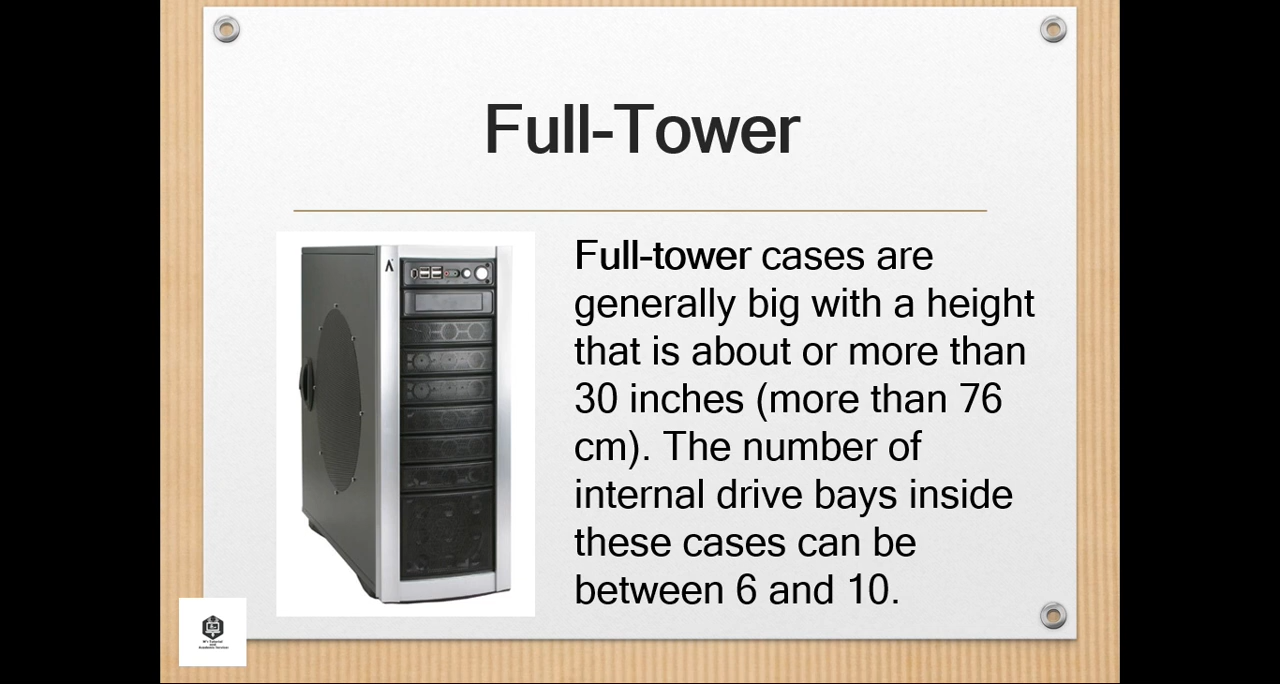 Full-Tower
Full-tower cases are
generally big with a height
that is about or more than
30 inches (more than 76
cm). The number of
internal drive bays inside
these cases can be
between 6 and 10.